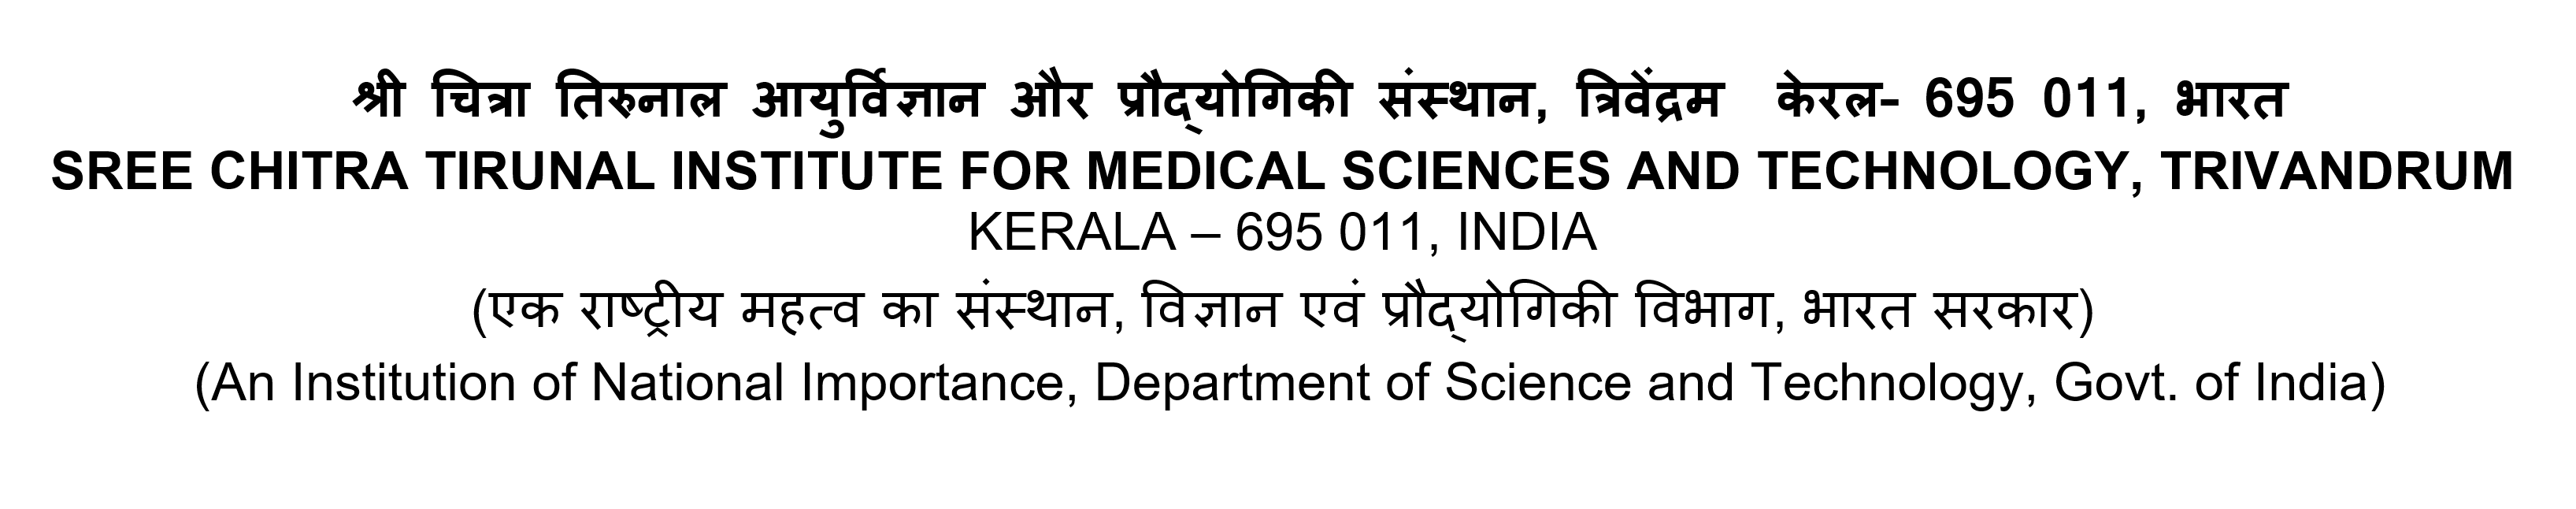 श्री चित्रा तिरुनाल आयुर्विज्ञान और प्रौद्योगिकी संस्थान, त्रिवेंद्रम केरल- 695 011, भारत
SREE CHITRA TIRUNAL INSTITUTE FOR MEDICAL SCIENCES AND TECHNOLOGY, TRIVANDRUM
KERALA – 695 011, INDIA
(एक राष्ट्रीय महत्व का संस्थान, विज्ञान एवं प्रौद्योगिकी विभाग, भारत सरकार)
(An Institution of National Importance, Department of Science and Technology, Govt. of India)